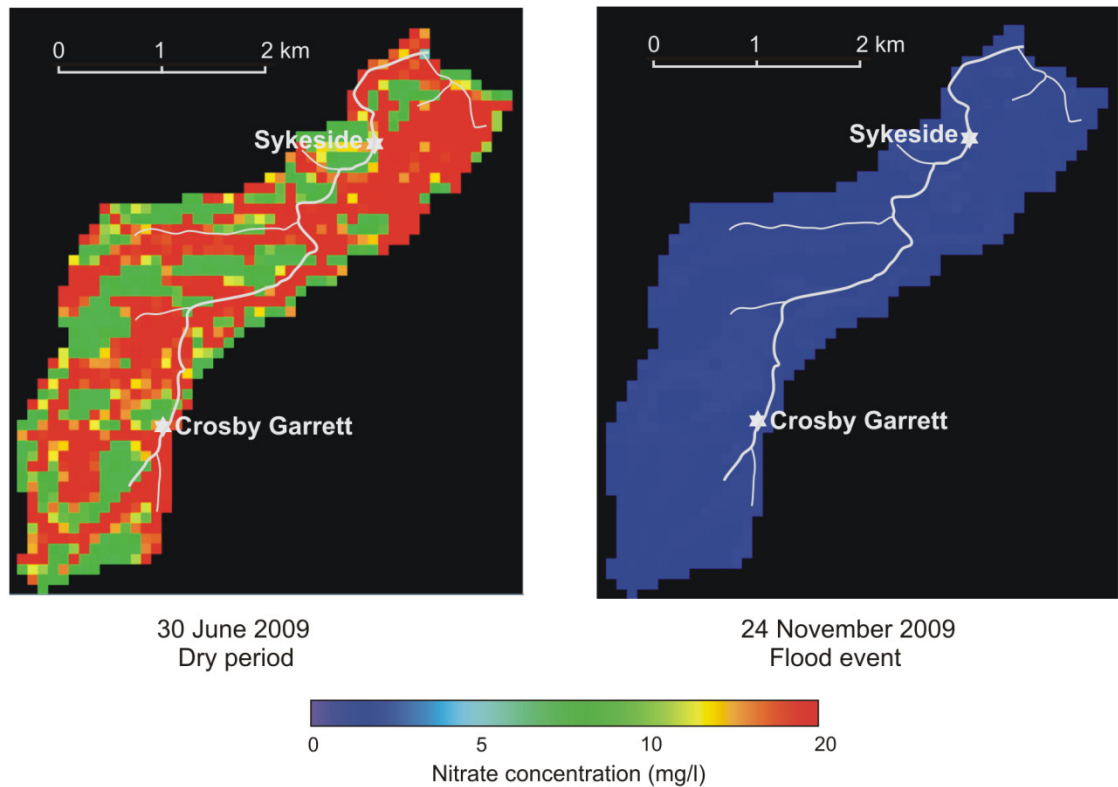 0 1 2 km
Sykeside
Crosby Garrett
30 June 2009
Dry period
0 1 2 km
Sykeside
Crosby Garrett
24 November 2009
Flood event
0 5 10 20
Nitrate concentration (mg/l)